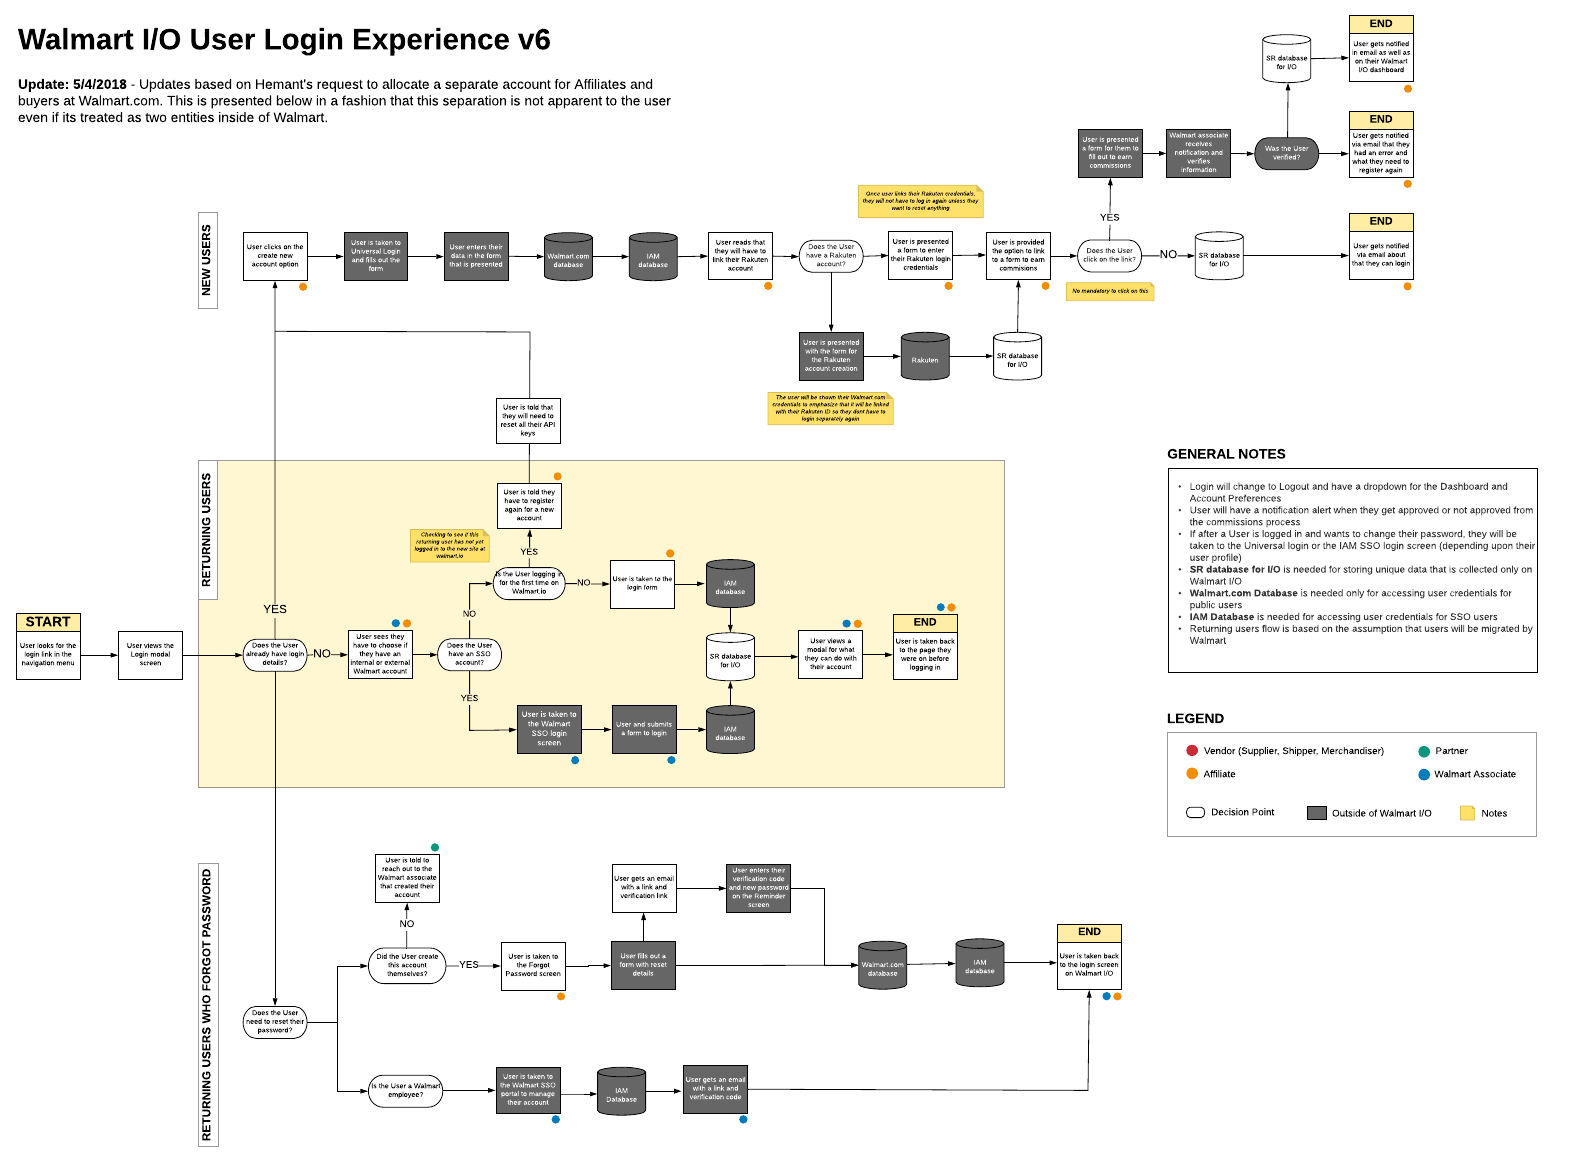 Walmart I/O User Login Experience v6
Update: 5/4/2018 - Updates based on Hemant's request to allocate a separate account for Affiliates and
buyers at Walmart.com. This is presented below in a fashion that this separation is not apparent to the user
even if its treated as two entities inside of Walmart.
END
User gets notified
in email as well as
on their Walmart
I/O dashboard
SR database
for I/O
END
User gets notified
via email that they
had an error and
what they need to
register again
User is presented
a form for them to
fill out to earn
commissions
Walmart associate
receives
notification and
verifies
information
Was the User
verified?
Once user links their Rakuten credentials,
they will not have to log in again unless they
want to reset anything
YES
NEW USERS
User clicks on the
create new
account option
User is taken to
Universal Login
and fills out the
form
User enters their
data in the form
that is presented
Walmart.com
database
IAM
database
User reads that
they will have to
link their Rakuten
account
Does the User
have a Rakuten
account?
User is presented
a form to enter
their Rakuten login
credentials
User is provided
the option to link
to a form to earn
commisions
Does the User
click on the link?
NO
SR database
for I/O
END
User gets notified
via email about
that they can login
No mandatory to click on this
User is presented
with the form for
the Rakuten
account creation
Rakuten
SR database
for I/O
The user will be shown their Walmart.com
credentials to emphasize that it will be linked
with their Rakuten ID so they dont have to
login separately again
User is told that
they will need to
reset all their API
keys
RETURNING USERS
User is told they
have to register
again for a new
account
Checking to see if this
returning user has not yet
logged in to the new site at
walmart.io
YES
Is the User logging in
for the first time on
Walmart.io
NO
User is taken to the
login form
IAM
database
YES
NO
START
User looks for the
login link in the
navigation menu
User views the
Login modal
screen
Does the User
already have login
details?
NO
User sees they
have to choose if
they have an
internal or external
Walmart account
Does the User
have an SSO
account?
SR database
for I/O
User views a
modal for what
they can do with
their account
END
User is taken back
to the page they
were on before
logging in
YES
User is taken to
the Walmart
SSO login
screen
User and submits
a form to login
IAM
database
GENERAL NOTES
• Login will change to Logout and have a dropdown for the Dashboard and
Account Preferences
• User will have a notification alert when they get approved or not approved from
the commissions process
• If after a User is logged in and wants to change their password, they will be
taken to the Universal login or the IAM SSO login screen (depending upon their
user profile)
• SR database for I/O is needed for storing unique data that is collected only on
Walmart I/O
• Walmart.com Database is needed only for accessing user credentials for
public users
• IAM Database is needed for accessing user credentials for SSO users
• Returning users flow is based on the assumption that users will be migrated by
Walmart
LEGEND
Vendor (Supplier, Shipper, Merchandiser)
Partner
Affiliate
Walmart Associate
Decision Point
Outside of Walmart I/O
Notes
RETURNING USERS WHO FORGOT PASSWORD
User is told to
reach out to the
Walmart associate
that created their
account
NO
Did the User create
this account
themselves?
YES
User is taken to
the Forgot
Password screen
User fills out a
form with reset
details
User gets an email
with a link and
verification link
User enters their
verification code
and new password
on the Reminder
screen
Walmart.com
database
IAM
database
END
User is taken back
to the login screen
on Walmart I/O
Does the User
need to reset their
password?
Is the User a Walmart
employee?
User is taken to
the Walmart SSO
portal to manage
their account
IAM
Database
User gets an email
with a link and
verification code